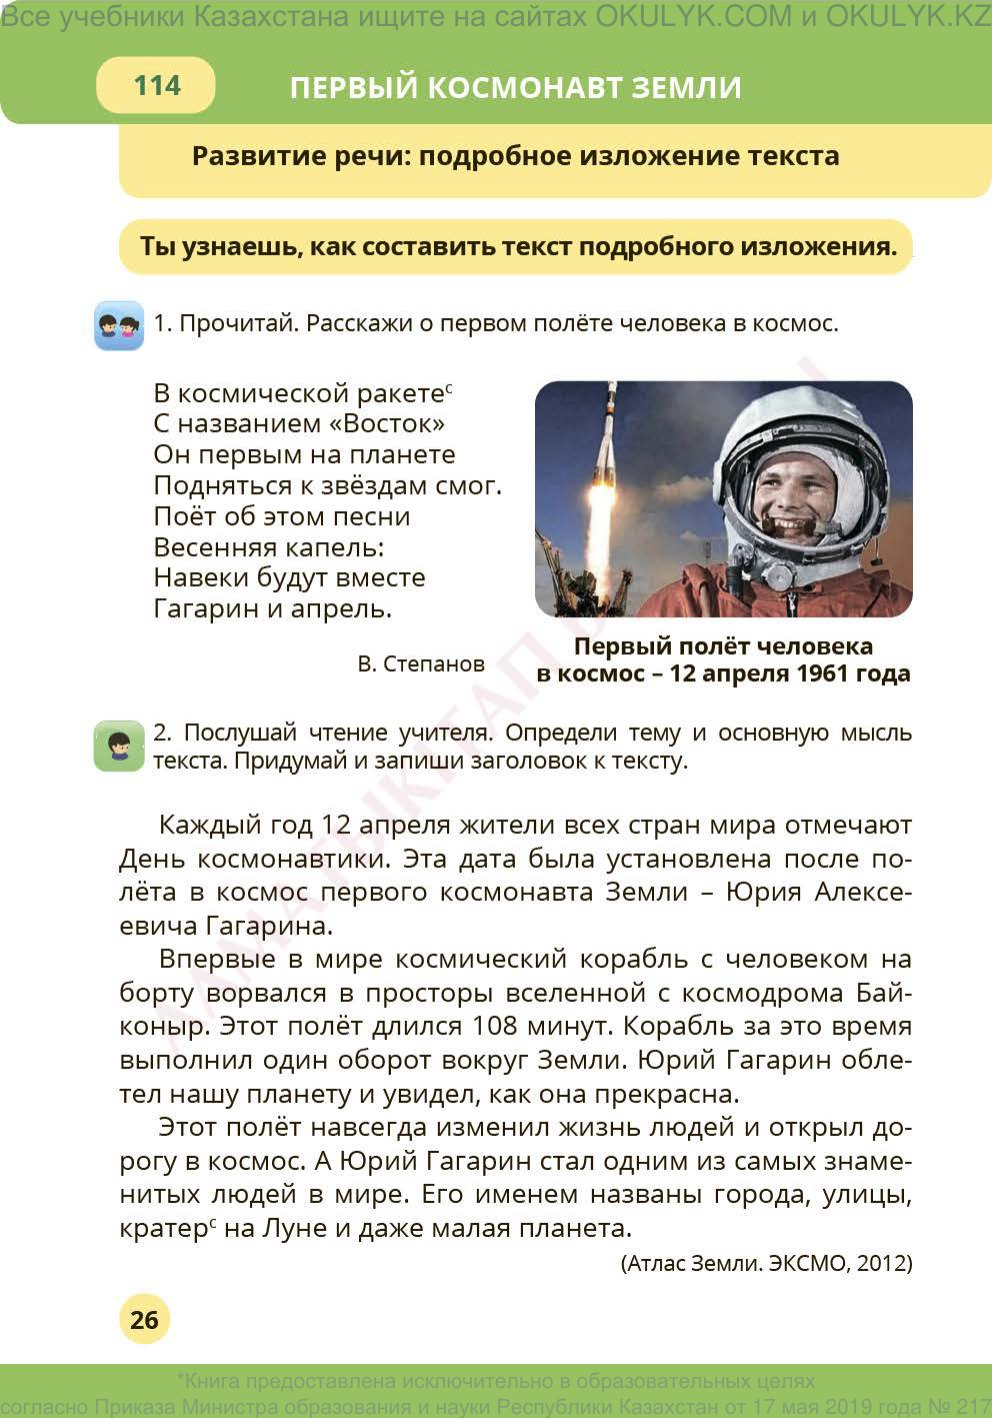 Все учебники Казахстана ищите на сайтах OKULYK.COM и OKULYK.KZ
114
ПЕРВЫЙ КОСМОНАВТ ЗЕМЛИ
Развитие речи: подробное изложение текста
Ты узнаешь, как составить текст подробного изложения.
1. Прочитай. Расскажи о первом полёте человека в космос.
В космической ракетеᶜ
С названием «Восток»
Он первым на планете
Подняться к звёздам смог.
Поёт об этом песни
Весенняя капель:
Навеки будут вместе
Гагарин и апрель.
В. Степанов
Первый полёт человека
в космос – 12 апреля 1961 года
2. Послушай чтение учителя. Определи тему и основную мысль
текста. Придумай и запиши заголовок к тексту.
Каждый год 12 апреля жители всех стран мира отмечают
День космонавтики. Эта дата была установлена после по-
лёта в космос первого космонавта Земли – Юрия Алексе-
евича Гагарина.
Впервые в мире космический корабль с человеком на
борту ворвался в просторы вселенной с космодрома Бай-
коныр. Этот полёт длился 108 минут. Корабль за это время
выполнил один оборот вокруг Земли. Юрий Гагарин обле-
тел нашу планету и увидел, как она прекрасна.
Этот полёт навсегда изменил жизнь людей и открыл до-
рогу в космос. А Юрий Гагарин стал одним из самых знаме-
нитых людей в мире. Его именем названы города, улицы,
кратерᶜ на Луне и даже малая планета.
(Атлас Земли. ЭКСМО, 2012)
26
*Книга предоставлена исключительно в образовательных целях
согласно Приказа Министра образования и науки Республики Казахстан от 17 мая 2019 года № 217